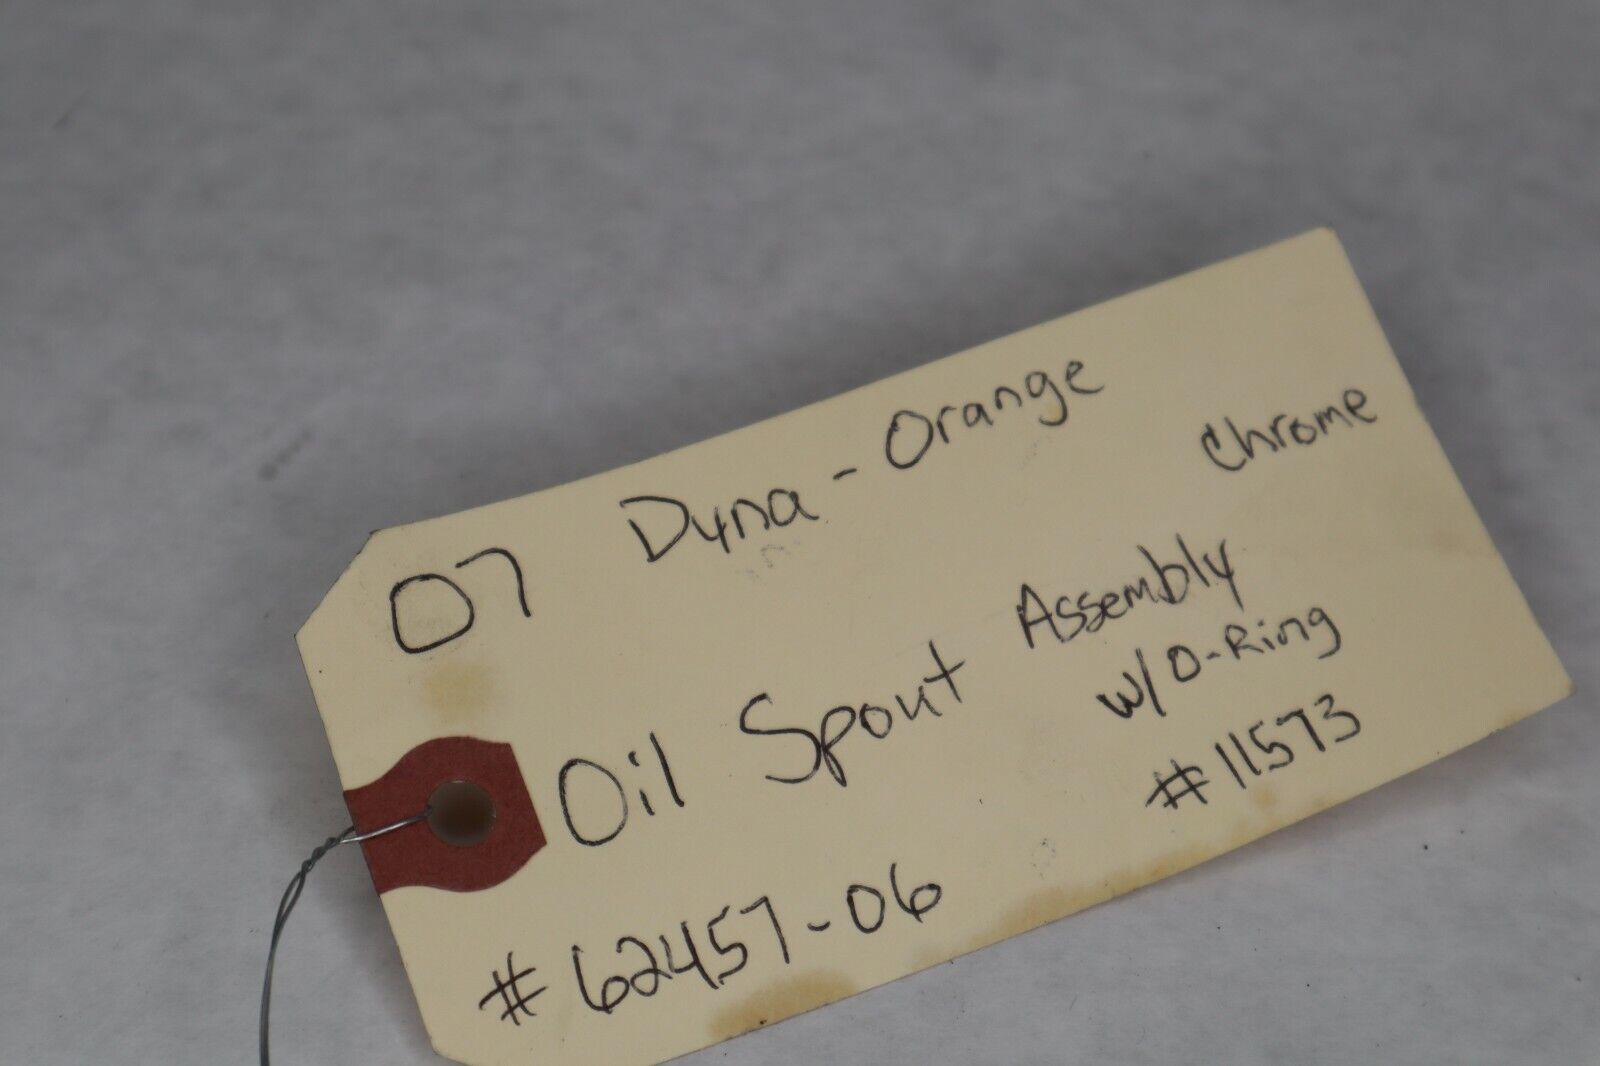 07 Dyna - Orange
Chrome
Oil Spout Assembly
w/ O-Ring
#62457-06
#11573